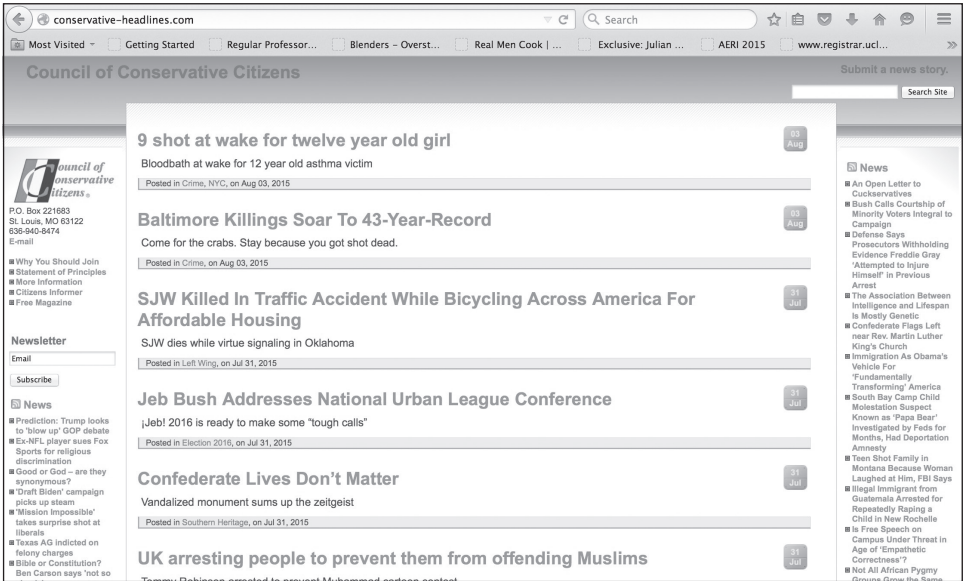 conservative-headlines.com
Search
Most Visited
Getting Started
Regular Professor...
Blenders – Overst...
Real Men Cook | ...
Exclusive: Julian ...
AERI 2015
www.registrar.ucl...
Council of Conservative Citizens
Submit a news story.
Search Site
Council of
Conservative
Citizens®
P.O. Box 221683
St. Louis, MO 63122
636-940-8474
E-mail
Why You Should Join
Statement of Principles
More Information
Citizens Informer
Free Magazine
Newsletter
Email
Subscribe
News
Prediction: Trump looks
to 'blow up' GOP debate
Ex-NFL player sues Fox
Sports for religious
discrimination
Good or God – are they
synonymous?
'Draft Biden' campaign
picks up steam
'Mission Impossible'
takes surprise shot at
liberals
Texas AG indicted on
felony charges
Bible or Constitution?
Ben Carson says 'not so
9 shot at wake for twelve year old girl
03
Aug
Bloodbath at wake for 12 year old asthma victim
Posted in Crime, NYC, on Aug 03, 2015
Baltimore Killings Soar To 43-Year-Record
03
Aug
Come for the crabs. Stay because you got shot dead.
Posted in Crime, on Aug 03, 2015
SJW Killed In Traffic Accident While Bicycling Across America For
Affordable Housing
31
Jul
SJW dies while virtue signaling in Oklahoma
Posted in Left Wing, on Jul 31, 2015
Jeb Bush Addresses National Urban League Conference
31
Jul
¡Jeb! 2016 is ready to make some "tough calls"
Posted in Election 2016, on Jul 31, 2015
Confederate Lives Don't Matter
31
Jul
Vandalized monument sums up the zeitgeist
Posted in Southern Heritage, on Jul 31, 2015
UK arresting people to prevent them from offending Muslims
31
Jul
Tommy Robinson arrested to prevent Muhammad cartoon contest
News
An Open Letter to
Cuckservatives
Bush Calls Courtship of
Minority Voters Integral to
Campaign
Defense Says
Prosecutors Withholding
Evidence Freddie Gray
'Attempted to Injure
Himself' in Previous
Arrest
The Association Between
Intelligence and Lifespan
Is Mostly Genetic
Confederate Flags Left
near Rev. Martin Luther
King's Church
Immigration As Obama's
Vehicle For
'Fundamentally
Transforming' America
South Bay Camp Child
Molestation Suspect
Known as 'Papa Bear'
Investigated by Feds for
Months, Had Deportation
Amnesty
Teen Shot Family in
Montana Because Woman
Laughed at Him, FBI Says
Illegal Immigrant from
Guatemala Arrested for
Repeatedly Raping a
Child in New Rochelle
Is Free Speech on
Campus Under Threat in
Age of 'Empathetic
Correctness'?
Not All African Pygmy
Groups Grow the Same